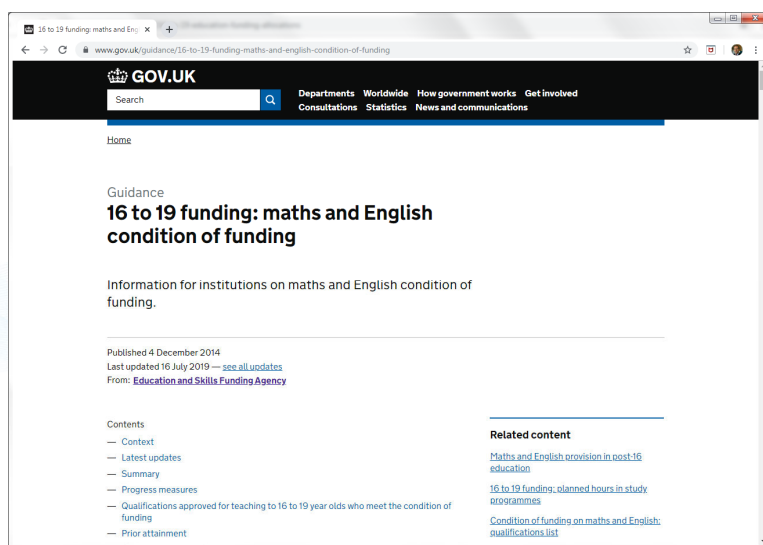 16 to 19 funding: maths and Eng
www.gov.uk/guidance/16-to-19-funding-maths-and-english-condition-of-funding
GOV.UK
Search
Departments Worldwide How government works Get involved
Consultations Statistics News and communications
Home
Guidance
16 to 19 funding: maths and English
condition of funding
Information for institutions on maths and English condition of
funding.
Published 4 December 2014
Last updated 16 July 2019 — see all updates
From: Education and Skills Funding Agency
Contents
— Context
— Latest updates
— Summary
— Progress measures
— Qualifications approved for teaching to 16 to 19 year olds who meet the condition of
funding
— Prior attainment
Related content
Maths and English provision in post-16
education
16 to 19 funding: planned hours in study
programmes
Condition of funding on maths and English:
qualifications list